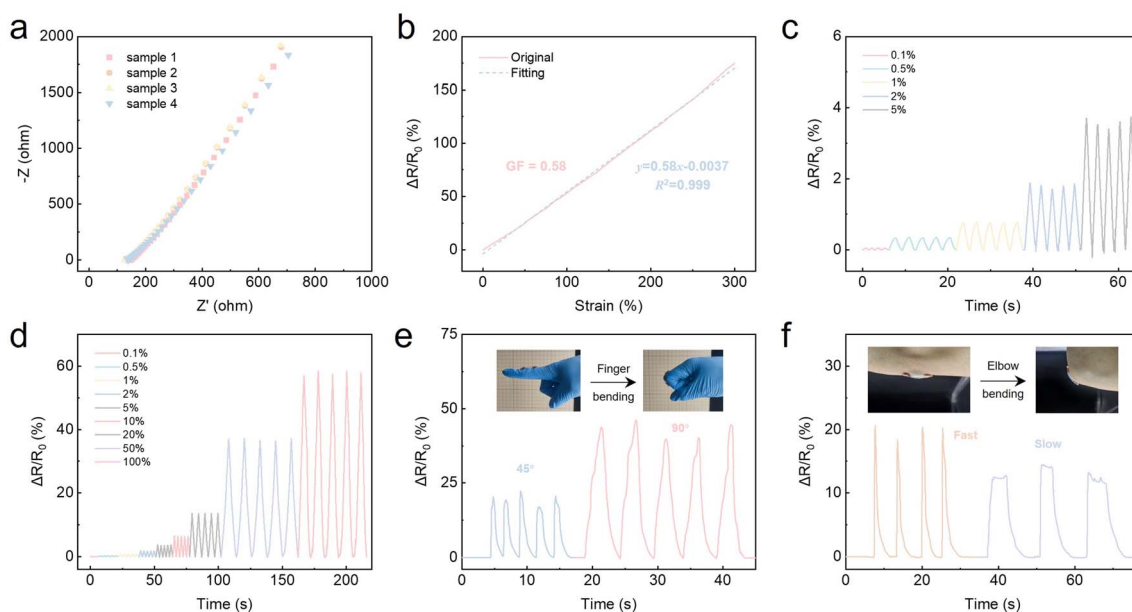 a
2000
1500
1000
500
0
-Z (ohm)
sample 1
sample 2
sample 3
sample 4
0 200 400 600 800 1000
Z' (ohm)
b
200
150
100
50
0
ΔR/R0 (%)
Original
Fitting
GF = 0.58
y=0.58x-0.0037
R²=0.999
0 100 200 300
Strain (%)
c
6
4
2
0
ΔR/R0 (%)
0.1%
0.5%
1%
2%
5%
0 20 40 60
Time (s)
d
60
40
20
0
ΔR/R0 (%)
0.1%
0.5%
1%
2%
5%
10%
20%
50%
100%
0 50 100 150 200
Time (s)
e
75
50
25
0
ΔR/R0 (%)
Finger
bending
45°
90°
0 10 20 30 40
Time (s)
f
30
20
10
0
ΔR/R0 (%)
Elbow
bending
Fast
Slow
0 20 40 60
Time (s)